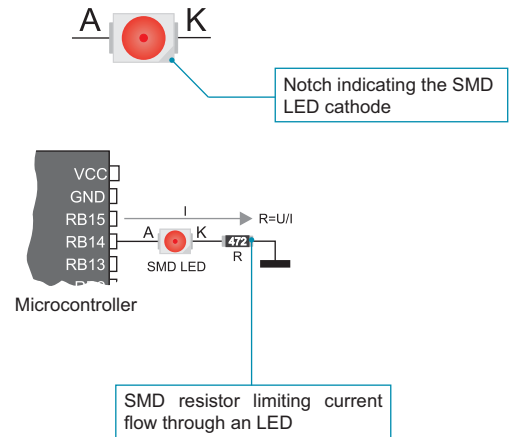 A K
Notch indicating the SMD
LED cathode
VCC
GND
RB15
I
R=U/I
RB14
A
K
472
RB13
SMD LED
R
Microcontroller
SMD resistor limiting current
flow through an LED